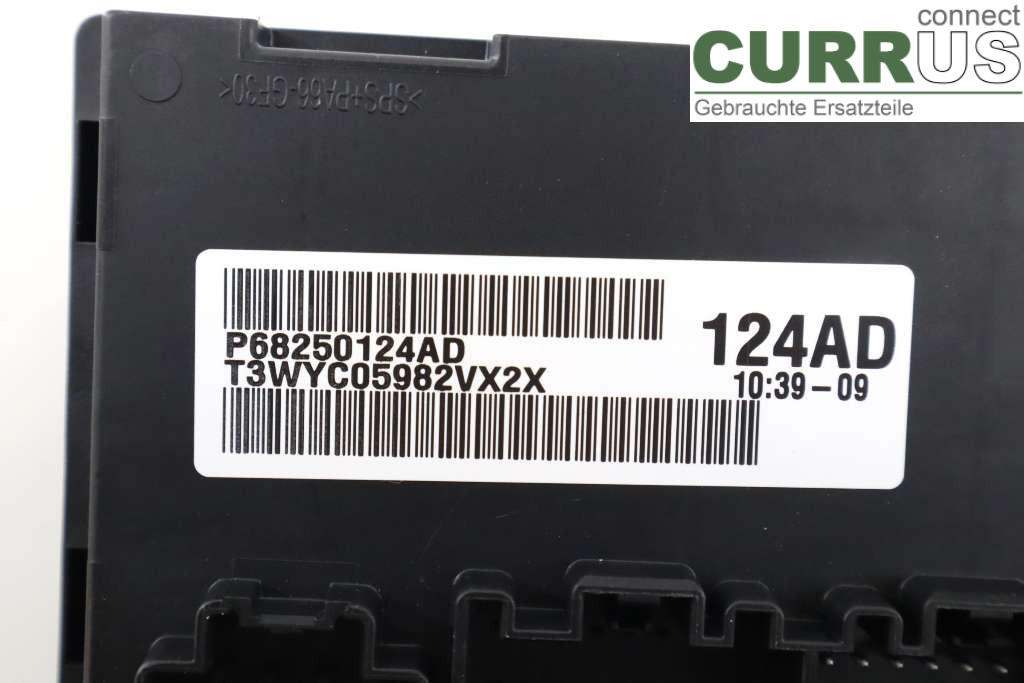 connect
CURRUS
Gebrauchte Ersatzteile
>SPS+PA66-GF30<
P68250124AD
T3WYC05982VX2X
124AD
10:39-09